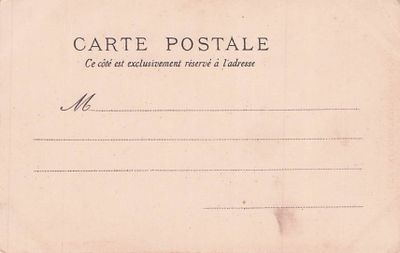 CARTE POSTALE
Ce côté est exclusivement réservé à l'adresse
M